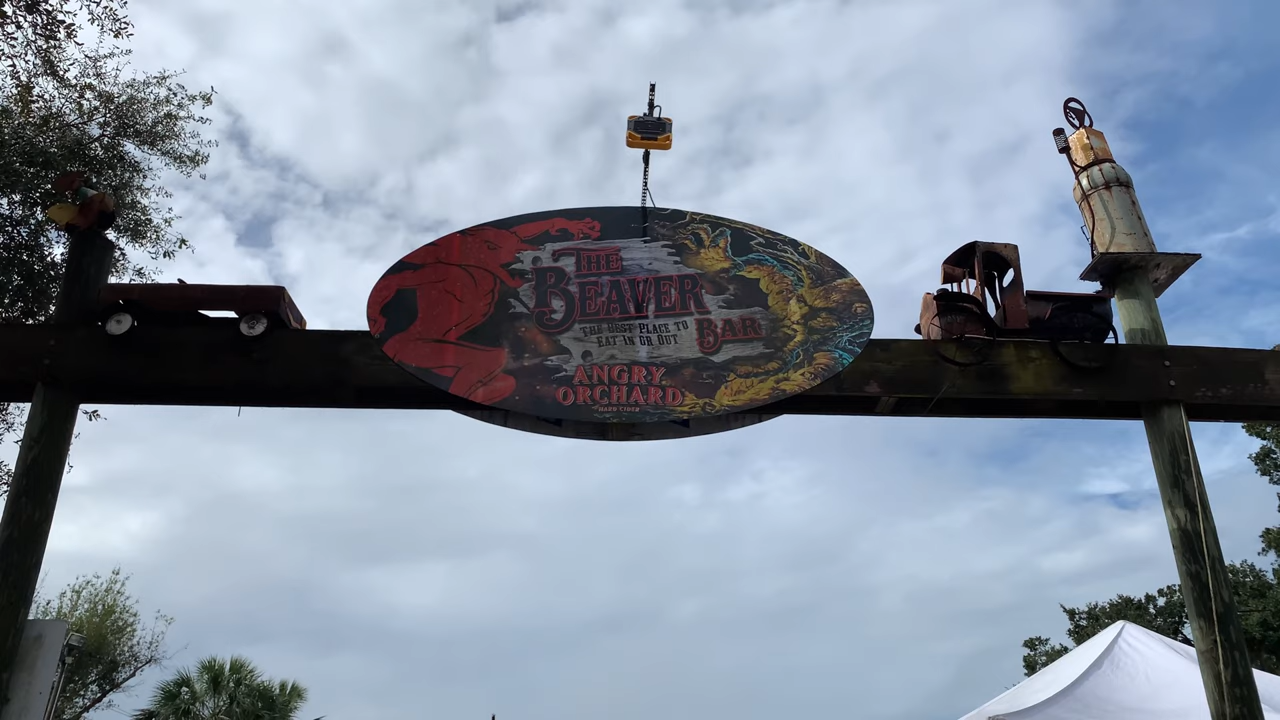 THE
BEAVER
BAR
THE BEST PLACE TO
EAT IN OR OUT
ANGRY
ORCHARD
HARD CIDER